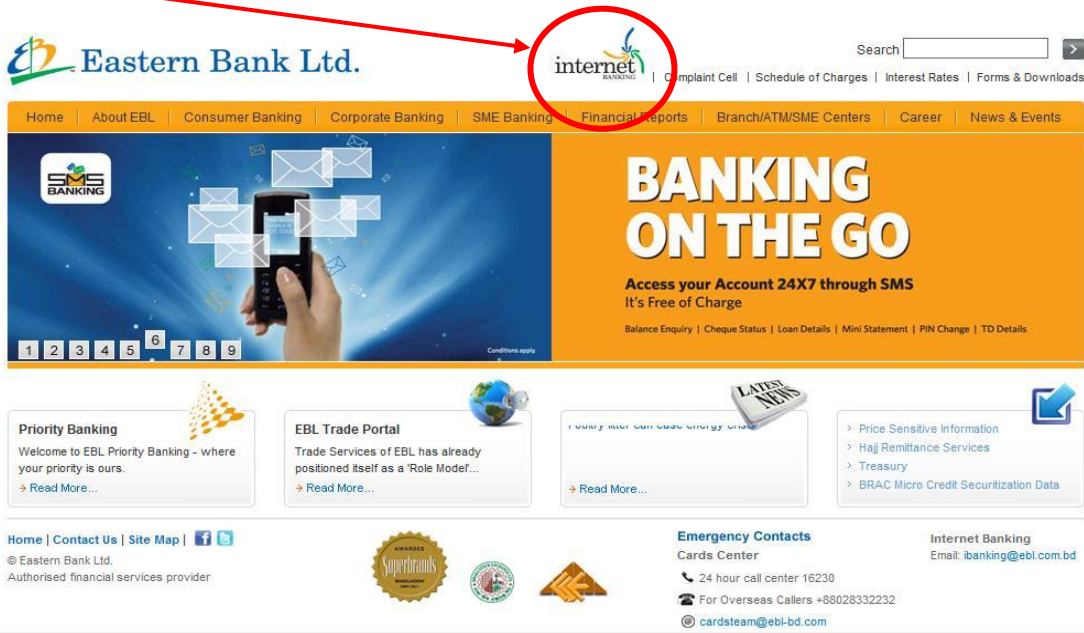 Eastern Bank Ltd.
internet
BANKING
Search
| Complaint Cell | Schedule of Charges | Interest Rates | Forms & Downloads
Home | About EBL | Consumer Banking | Corporate Banking | SME Banking | Financial Reports | Branch/ATM/SME Centers | Career | News & Events
SMS
BANKING
BANKING
ON THE GO
Access your Account 24X7 through SMS
It's Free of Charge
Balance Enquiry | Cheque Status | Loan Details | Mini Statement | PIN Change | TD Details
1 2 3 4 5 6 7 8 9
Conditions apply.
Priority Banking
Welcome to EBL Priority Banking - where
your priority is ours.
Read More...
EBL Trade Portal
Trade Services of EBL has already
positioned itself as a 'Role Model'...
Read More...
LATEST
NEWS
Poultry litter can ease energy crisis
Read More...
Price Sensitive Information
Hajj Remittance Services
Treasury
BRAC Micro Credit Securitization Data
Home | Contact Us | Site Map |
© Eastern Bank Ltd.
Authorised financial services provider
AWARDED
Superbrands
BANGLADESH
Emergency Contacts
Cards Center
24 hour call center 16230
For Overseas Callers +88028332232
cardsteam@ebl-bd.com
Internet Banking
Email: ibanking@ebl.com.bd